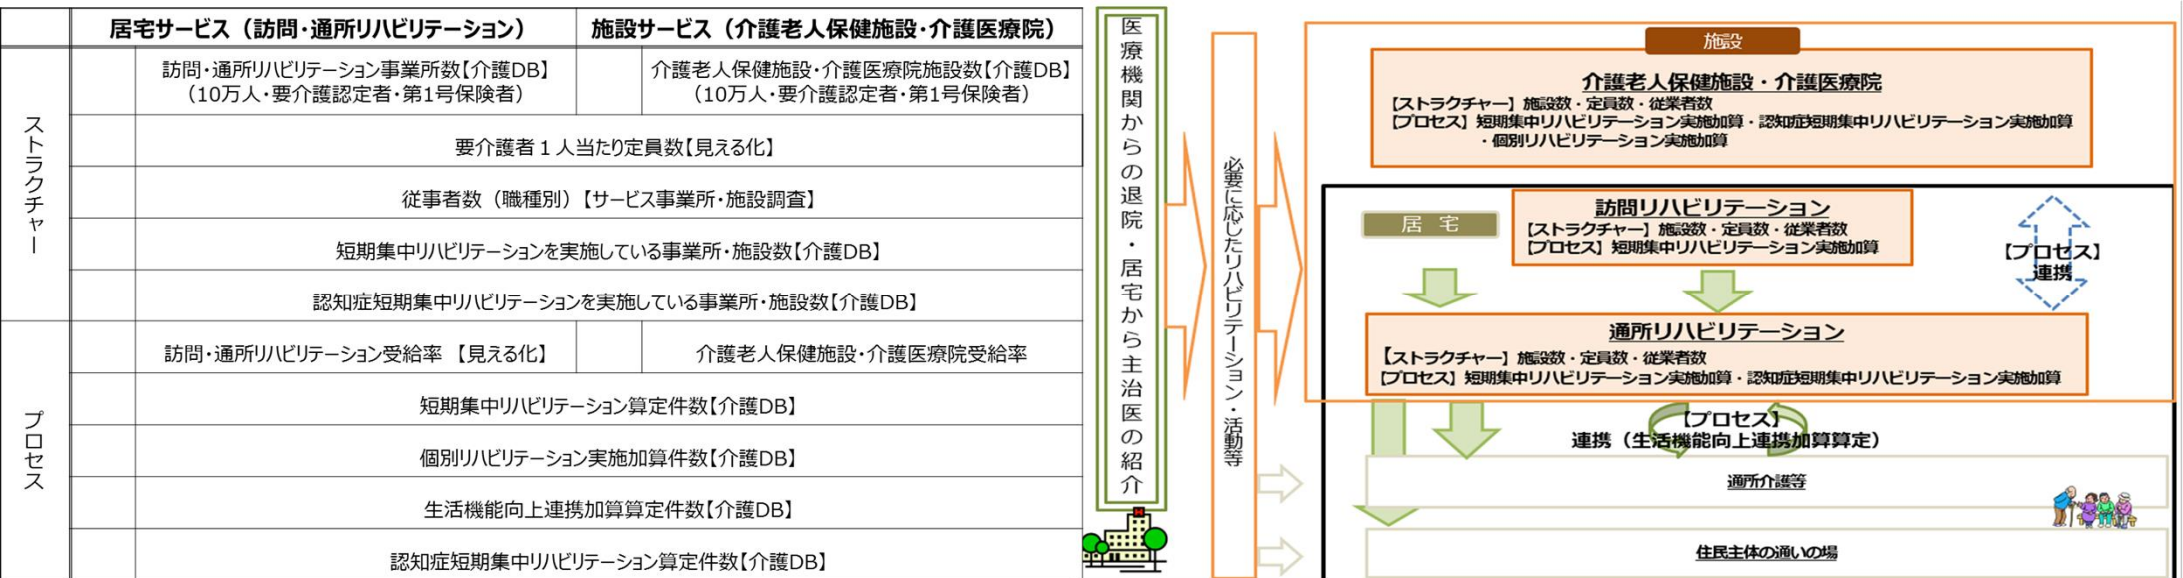 居宅サービス（訪問・通所リハビリテーション）
施設サービス（介護老人保健施設・介護医療院）
ストラクチャー
訪問・通所リハビリテーション事業所数【介護DB】
（10万人・要介護認定者・第1号保険者）
介護老人保健施設・介護医療院施設数【介護DB】
（10万人・要介護認定者・第1号保険者）
要介護者１人当たり定員数【見える化】
従事者数（職種別）【サービス事業所・施設調査】
短期集中リハビリテーションを実施している事業所・施設数【介護DB】
認知症短期集中リハビリテーションを実施している事業所・施設数【介護DB】
プロセス
訪問・通所リハビリテーション受給率 【見える化】
介護老人保健施設・介護医療院受給率
短期集中リハビリテーション算定件数【介護DB】
個別リハビリテーション実施加算件数【介護DB】
生活機能向上連携加算算定件数【介護DB】
認知症短期集中リハビリテーション算定件数【介護DB】
医療機関からの退院・居宅から主治医の紹介
H
必要に応じたリハビリテーション・活動等
施設
介護老人保健施設・介護医療院
【ストラクチャー】施設数・定員数・従業者数
【プロセス】短期集中リハビリテーション実施加算・認知症短期集中リハビリテーション実施加算
・個別リハビリテーション実施加算
居 宅
訪問リハビリテーション
【ストラクチャー】施設数・定員数・従業者数
【プロセス】短期集中リハビリテーション実施加算
【プロセス】
連携
通所リハビリテーション
【ストラクチャー】施設数・定員数・従業者数
【プロセス】短期集中リハビリテーション実施加算・認知症短期集中リハビリテーション実施加算
【プロセス】
連携（生活機能向上連携加算算定）
通所介護等
住民主体の通いの場